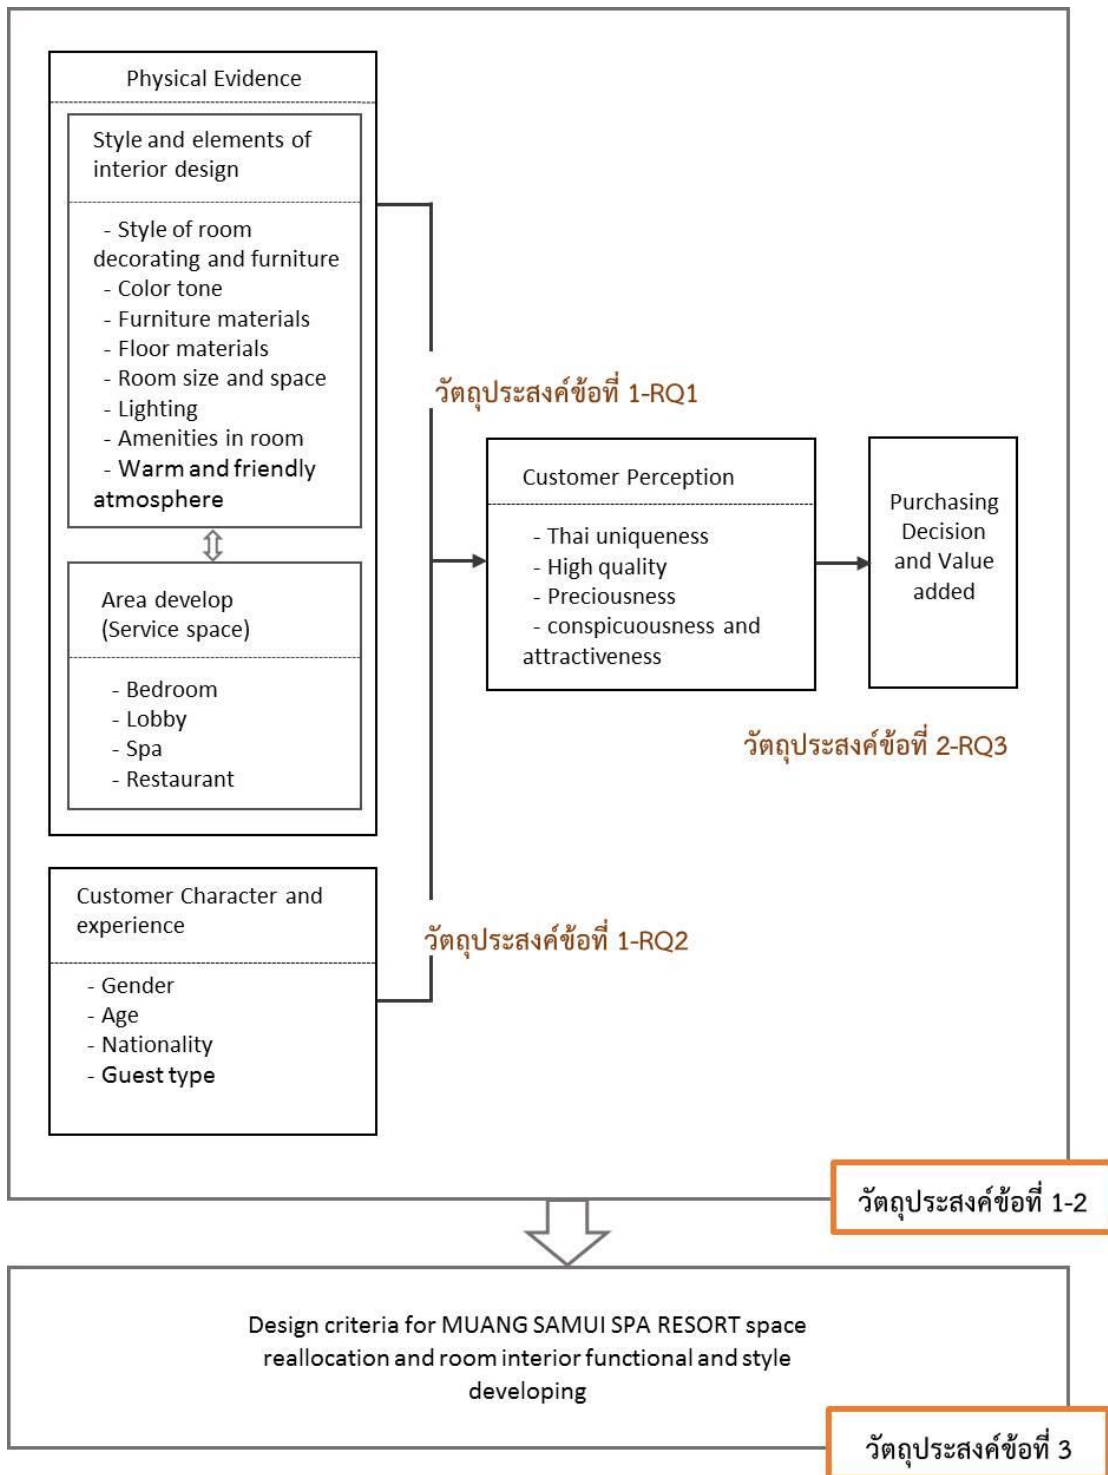 Physical Evidence
Style and elements of
interior design
- Style of room
decorating and furniture
- Color tone
- Furniture materials
- Floor materials
- Room size and space
- Lighting
- Amenities in room
- Warm and friendly
atmosphere
Area develop
(Service space)
- Bedroom
- Lobby
- Spa
- Restaurant
Customer Character and
experience
- Gender
- Age
- Nationality
- Guest type
วัตถุประสงค์ข้อที่ 1-RQ1
วัตถุประสงค์ข้อที่ 1-RQ2
Customer Perception
- Thai uniqueness
- High quality
- Preciousness
- conspicuousness and
attractiveness
Purchasing
Decision
and Value
added
วัตถุประสงค์ข้อที่ 2-RQ3
วัตถุประสงค์ข้อที่ 1-2
Design criteria for MUANG SAMUI SPA RESORT space
reallocation and room interior functional and style
developing
วัตถุประสงค์ข้อที่ 3